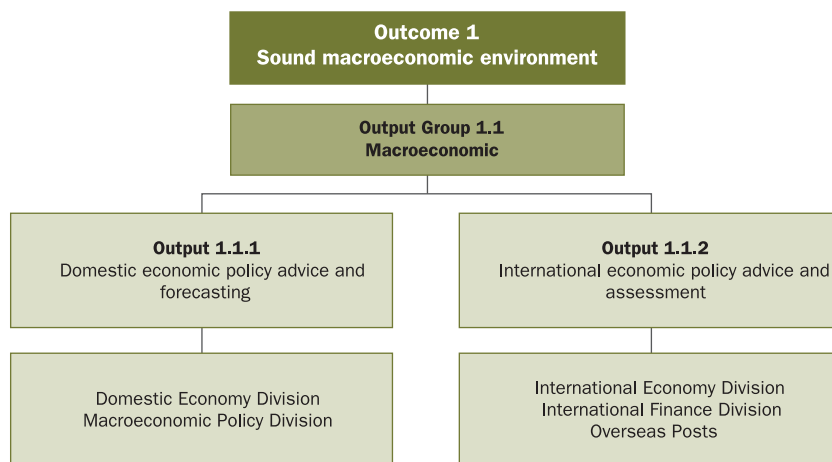 Outcome 1
Sound macroeconomic environment
Output Group 1.1
Macroeconomic
Output 1.1.1
Domestic economic policy advice and
forecasting
Output 1.1.2
International economic policy advice and
assessment
Domestic Economy Division
Macroeconomic Policy Division
International Economy Division
International Finance Division
Overseas Posts